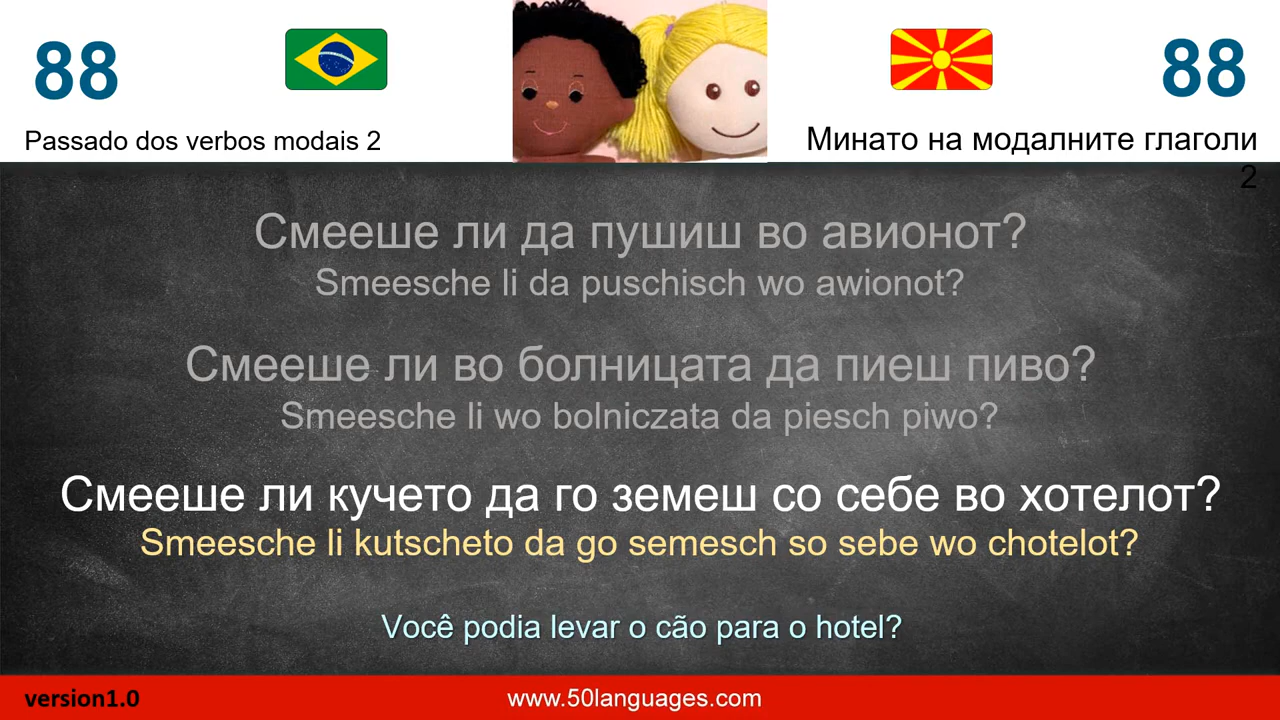 88
88
Passado dos verbos modais 2
Минато на модалните глаголи
2
Смееше ли да пушиш во авионот?
Smeesche li da puschisch wo awionot?
Смееше ли во болницата да пиеш пиво?
Smeesche li wo bolniczata da piesch piwo?
Смееше ли кучето да го земеш со себе во хотелот?
Smeesche li kutscheto da go semesch so sebe wo chotelot?
Você podia levar o cão para o hotel?
version1.0
www.50languages.com